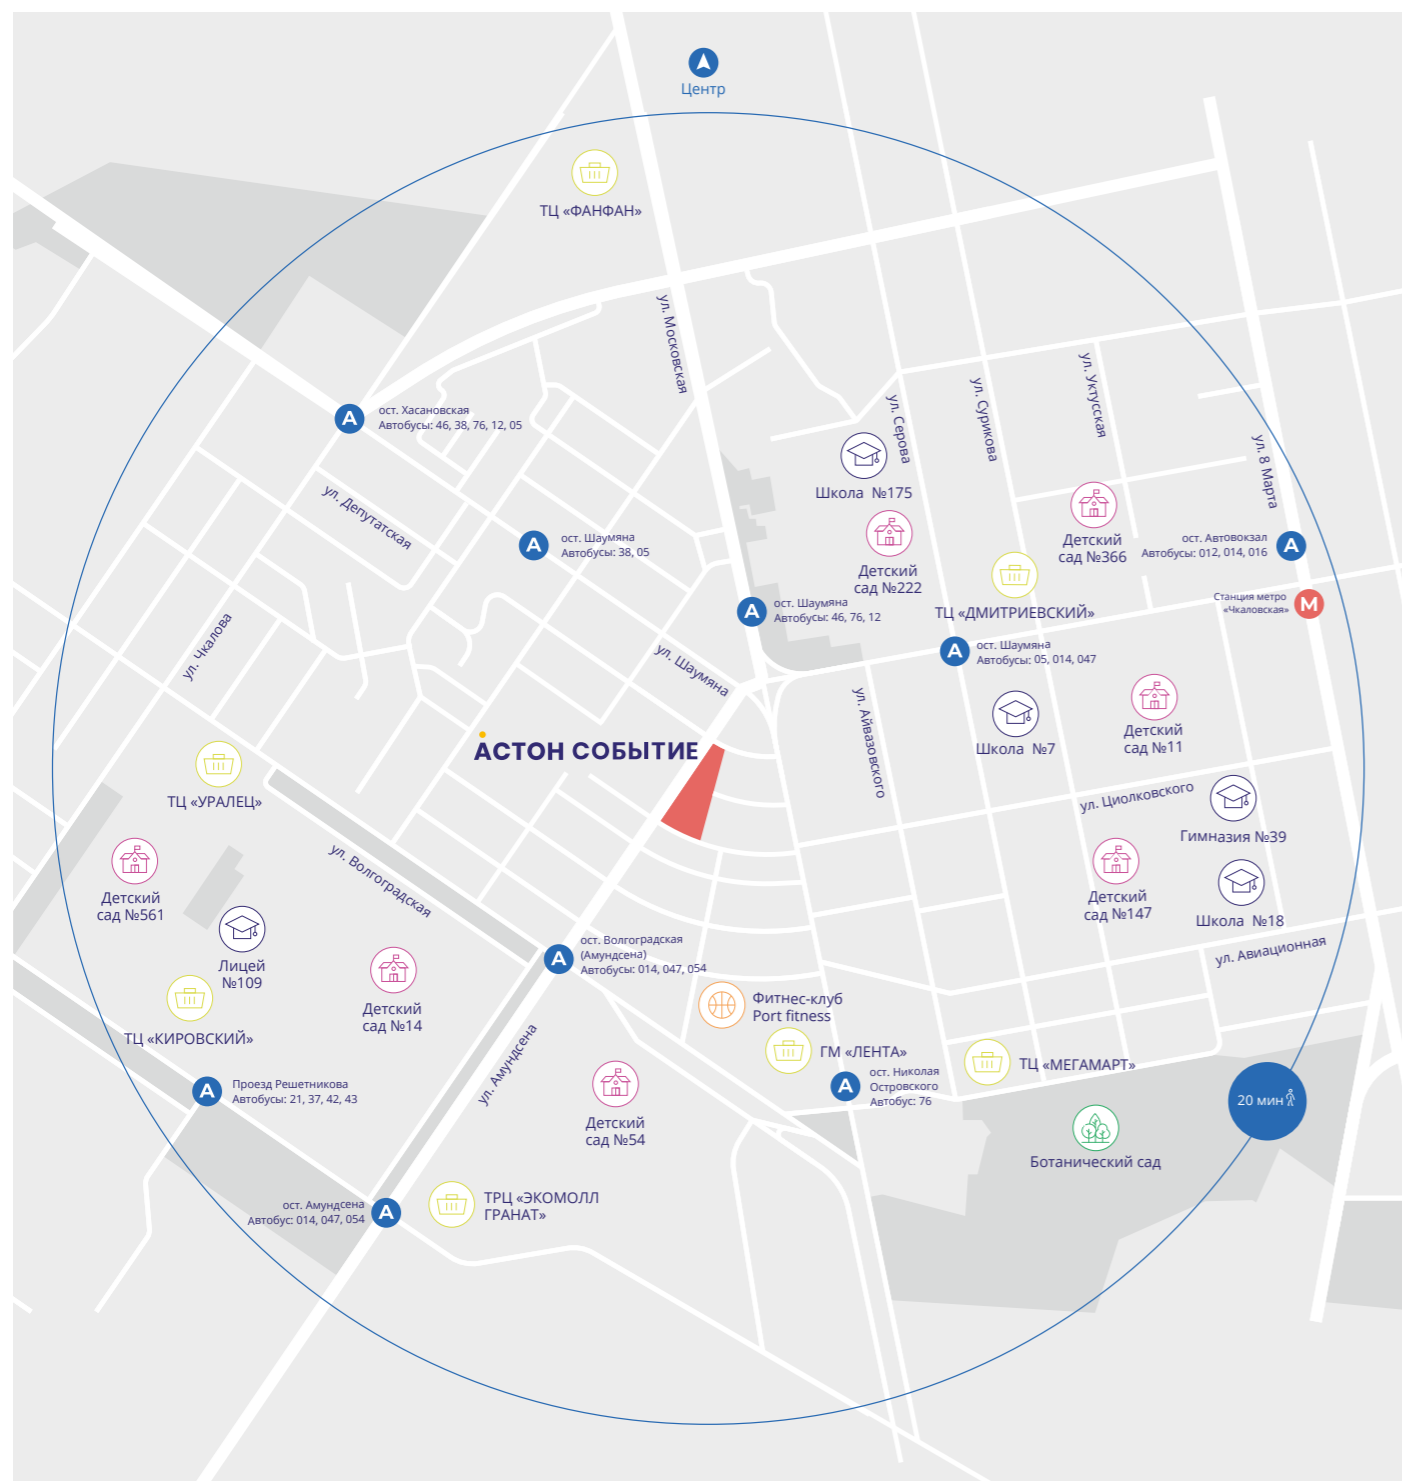 Центр
ТЦ «ФАНФАН»
ул. Московская
ост. Хасановская
Автобусы: 46, 38, 76, 12, 05
ул. Серова
ул. Сурикова
ул. Уктусская
ул. 8 Марта
Школа №175
ул. Депутатская
А
ост. Шаумяна
Автобусы: 38, 05
Детский
сад №222
Детский
сад №366
ост. Автовокзал
Автобусы: 012, 014, 016
А
А
А
ост. Шаумяна
Автобусы: 46, 76, 12
ТЦ «ДМИТРИЕВСКИЙ»
Станция метро
«Чкаловская»
М
ул. Чкалова
ул. Шаумяна
А
ост. Шаумяна
Автобусы: 05, 014, 047
ул. Айвазовского
Школа №7
Детский
сад №11
АСТОН СОБЫТИЕ
ТЦ «УРАЛЕЦ»
ул. Циолковского
Гимназия №39
ул. Волгоградская
Детский
сад №561
Детский
сад №147
Школа №18
Лицей
№109
А
ост. Волгоградская
(Амундсена)
Автобусы: 014, 047, 054
ул. Авиационная
Детский
сад №14
Фитнес-клуб
Port fitness
ТЦ «КИРОВСКИЙ»
ул. Амундсена
ГМ «ЛЕНТА»
ТЦ «МЕГАМАРТ»
А
Проезд Решетникова
Автобусы: 21, 37, 42, 43
А
ост. Николая
Островского
Автобус: 76
20 мин
Детский
сад №54
Ботанический сад
ост. Амундсена
Автобус: 014, 047, 054
А
ТРЦ «ЭКОМОЛЛ
ГРАНАТ»